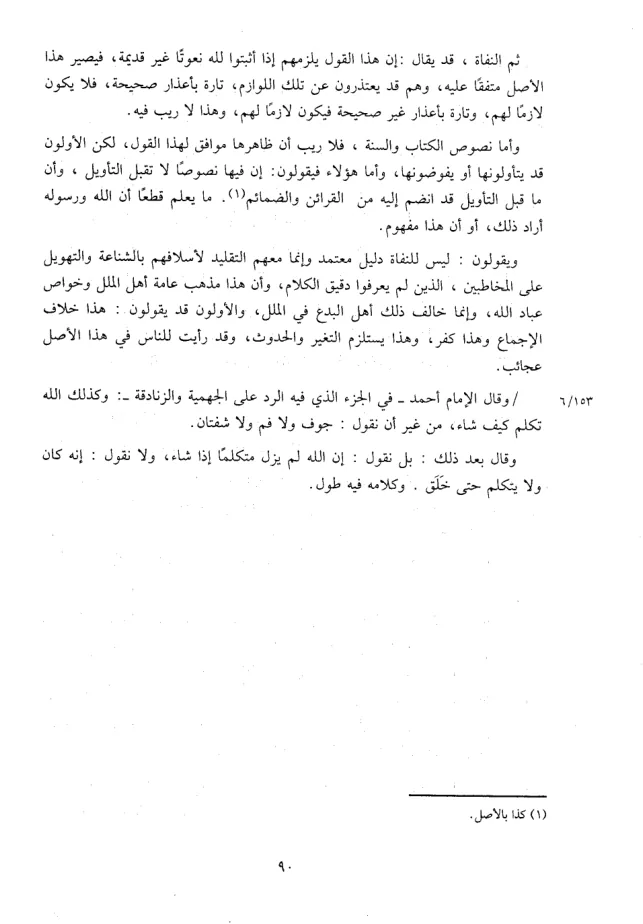 ثم النفاة ، قد يقال :إن هذا القول يلزمهم إذا أثبتوا لله نعوتًا غير قديمة، فيصير هذا
الأصل متفقًا عليه، وهم قد يعتذرون عن تلك اللوازم، تارة بأعذار صحيحة، فلا يكون
لازمًا لهم، وتارة بأعذار غير صحيحة فيكون لازمًا لهم، وهذا لا ريب فيه.
وأما نصوص الكتاب والسنة ، فلا ريب أن ظاهرها موافق لهذا القول، لكن الأولون
قد يتأولونها أو يفوضونها، وأما هؤلاء فيقولون: إن فيها نصوصًا لا تقبل التأويل ، وأن
ما قبل التأويل قد انضم إليه من القرائن والضمائم(١). ما يعلم قطعًا أن الله ورسوله
أراد ذلك، أو أن هذا مفهوم.
ويقولون : ليس للنفاة دليل معتمد وإنما معهم التقليد لأسلافهم بالشناعة والتهويل
على المخاطبين ، الذين لم يعرفوا دقيق الكلام، وأن هذا مذهب عامة أهل الملل وخواص
عباد الله، وإنما خالف ذلك أهل البدع في الملل، والأولون قد يقولون : هذا خلاف
الإجماع وهذا كفر، وهذا يستلزم التغير والحدوث، وقد رأيت للناس في هذا الأصل
عجائب.
٦/١٥٣ / وقال الإمام أحمد ـ في الجزء الذي فيه الرد على الجهمية والزنادقة ـ: وكذلك الله
تكلم كيف شاء، من غير أن نقول : جوف ولا فم ولا شفتان.
وقال بعد ذلك : بل نقول : إن الله لم يزل متكلمًا إذا شاء، ولا نقول : إنه كان
ولا يتكلم حتى خَلَق . وكلامه فيه طول.
(١) كذا بالأصل.
٩٠